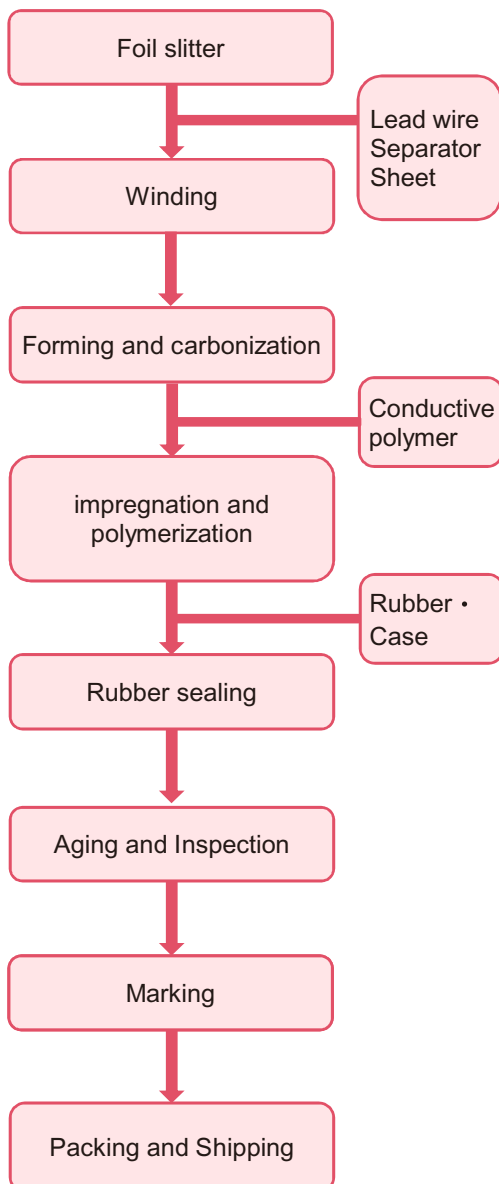 Foil slitter
Lead wire
Separator
Sheet
Winding
Forming and carbonization
Conductive
polymer
impregnation and
polymerization
Rubber・
Case
Rubber sealing
Aging and Inspection
Marking
Packing and Shipping